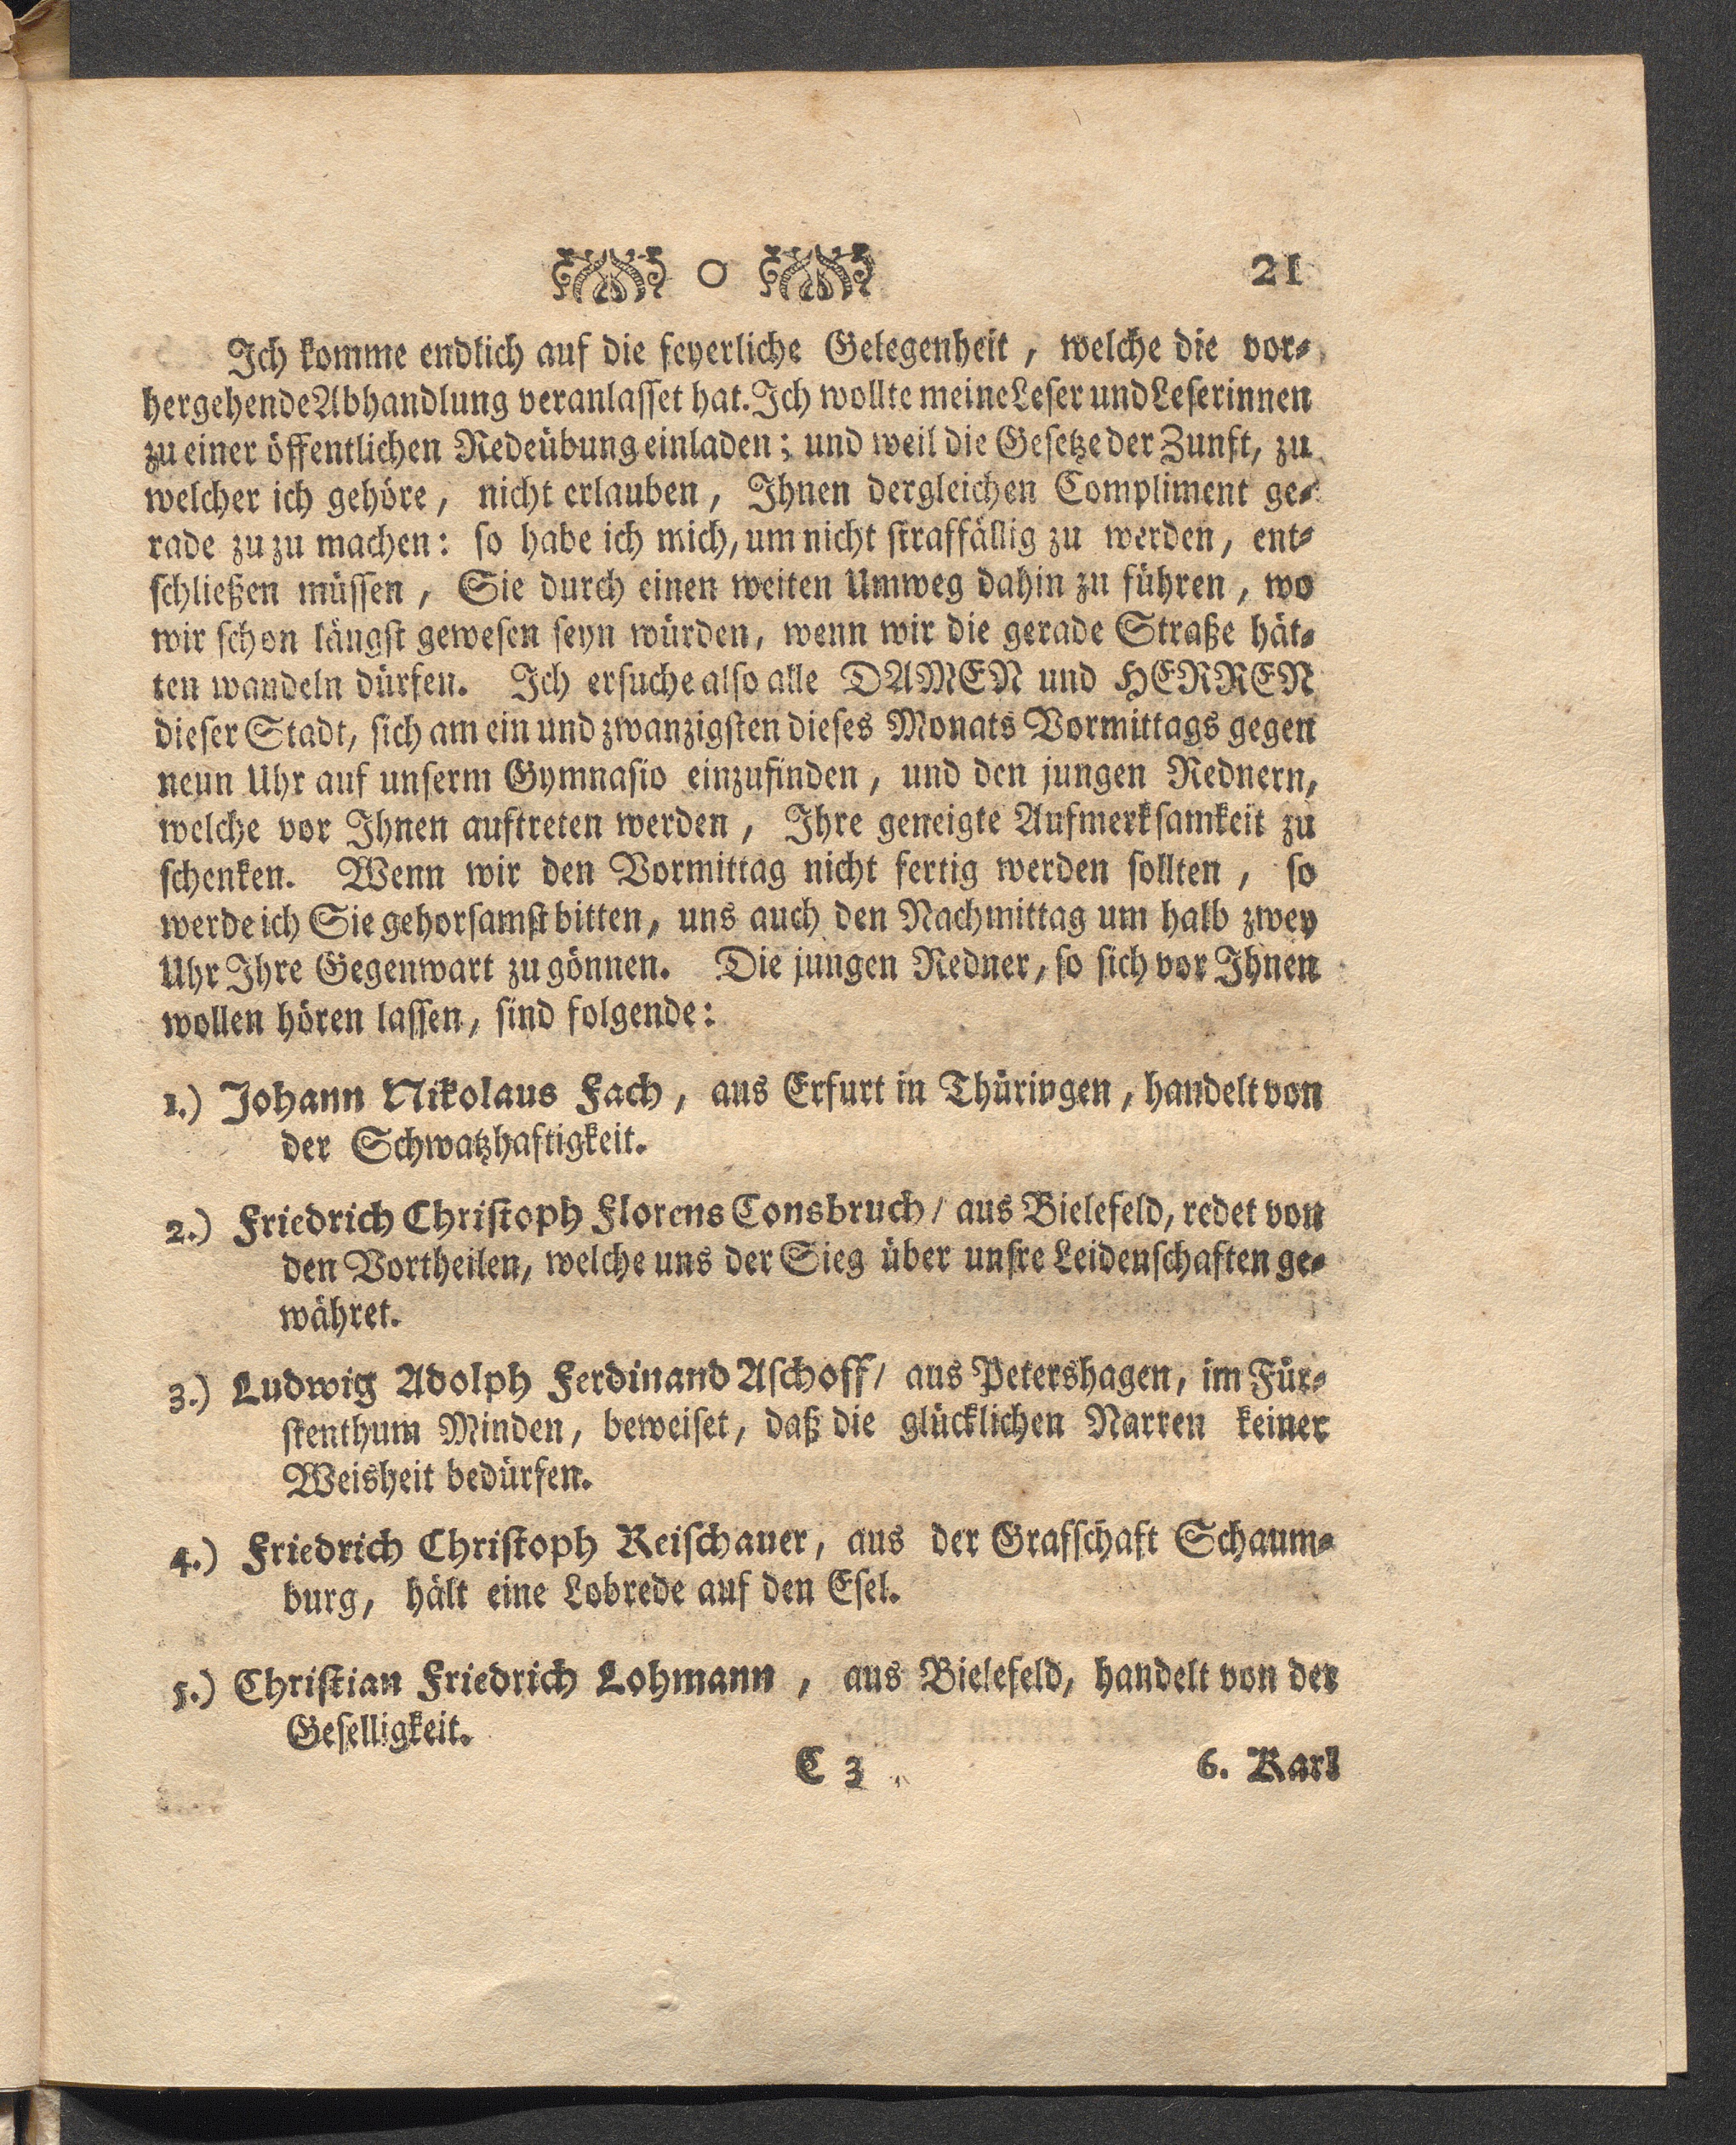 O 21
Ich komme endlich auf die feyerliche Gelegenheit, welche die vor-
hergehende Abhandlung veranlasset hat. Ich wollte meine Leser und Leserinnen
zu einer öffentlichen Redeübung einladen; und weil die Gesetze der Zunft, zu
welcher ich gehöre, nicht erlauben, Ihnen dergleichen Compliment ge-
rade zu zu machen: so habe ich mich, um nicht straffällig zu werden, ent-
schließen müssen, Sie durch einen weiten Umweg dahin zu führen, wo
wir schon längst gewesen seyn würden, wenn wir die gerade Straße hät-
ten wandeln dürfen. Ich ersuche also alle DAMEN und HERREN
dieser Stadt, sich am ein und zwanzigsten dieses Monats Vormittags gegen
neun Uhr auf unserm Gymnasio einzufinden, und den jungen Rednern,
welche vor Ihnen auftreten werden, Ihre geneigte Aufmerksamkeit zu
schenken. Wenn wir den Vormittag nicht fertig werden sollten, so
werde ich Sie gehorsamst bitten, uns auch den Nachmittag um halb zwey
Uhr Ihre Gegenwart zu gönnen. Die jungen Redner, so sich vor Ihnen
wollen hören lassen, sind folgende:
1.) Johann Nikolaus Fach, aus Erfurt in Thüringen, handelt von
der Schwatzhaftigkeit.
2.) Friedrich Christoph Florens Consbruch/ aus Bielefeld, redet von
den Vortheilen, welche uns der Sieg über unsre Leidenschaften ge-
währet.
3.) Ludwig Adolph Ferdinand Aschoff/ aus Petershagen, im Für-
stenthum Minden, beweiset, daß die glücklichen Narren keiner
Weisheit bedürfen.
4.) Friedrich Christoph Reischauer, aus der Grafschaft Schaum-
burg, hält eine Lobrede auf den Esel.
5.) Christian Friedrich Lohmann, aus Bielefeld, handelt von der
Geselligkeit.
C 3 6. Karl